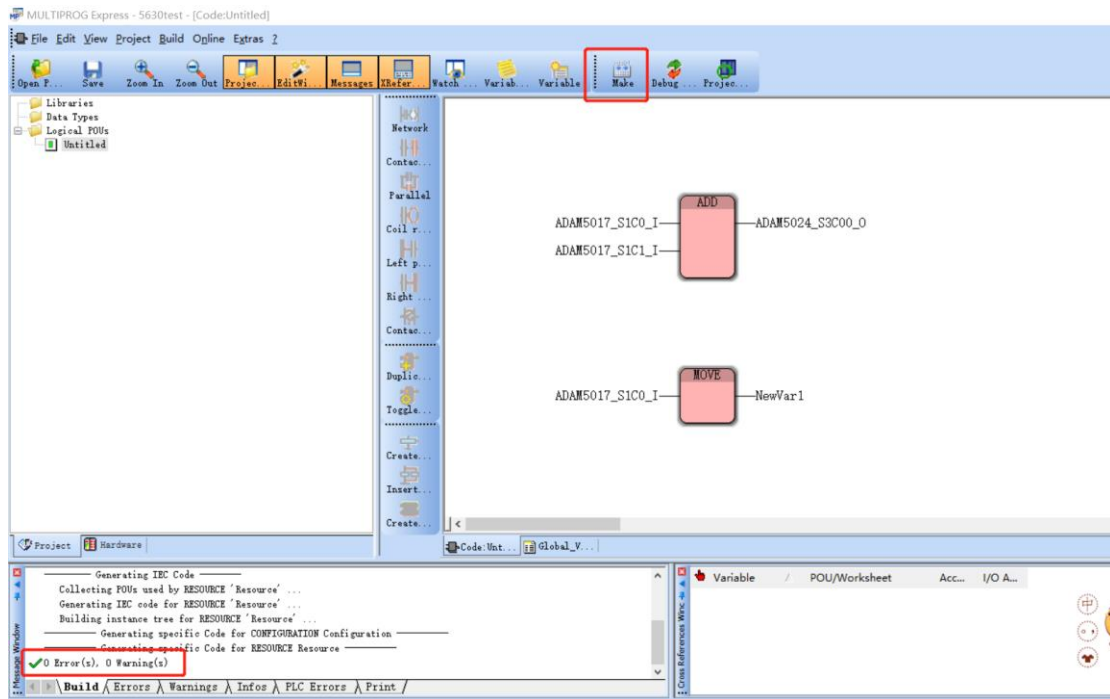 MULTIPROG Express - 5630test - [Code:Untitled]
File Edit View Project Build Online Extras ?
Open P... Save Zoom In Zoom Out Projec... EditWi... Messages XRefer... Watch ... Variab... Variable Make Debug ... Projec...
Libraries
Data Types
Logical POUs
Untitled
Network
Contac...
Parallel
Coil r...
Left p...
Right ...
Contac...
Duplic...
Toggle...
Create...
Insert...
Create...
ADD
ADAM5017_S1C0_I
ADAM5024_S3C00_O
ADAM5017_S1C1_I
MOVE
ADAM5017_S1C0_I
NewVar1
Project Hardware
Code:Unt... Global_V...
Generating IEC Code
Collecting POUs used by RESOURCE 'Resource' ...
Generating IEC code for RESOURCE 'Resource' ...
Building instance tree for RESOURCE 'Resource' ...
Generating specific Code for CONFIGURATION Configuration
Generating specific Code for RESOURCE Resource
0 Error(s), 0 Warning(s)
Build Errors Warnings Infos PLC Errors Print
Message Window
Cross References Winc
Variable / POU/Worksheet Acc... I/O A...
中